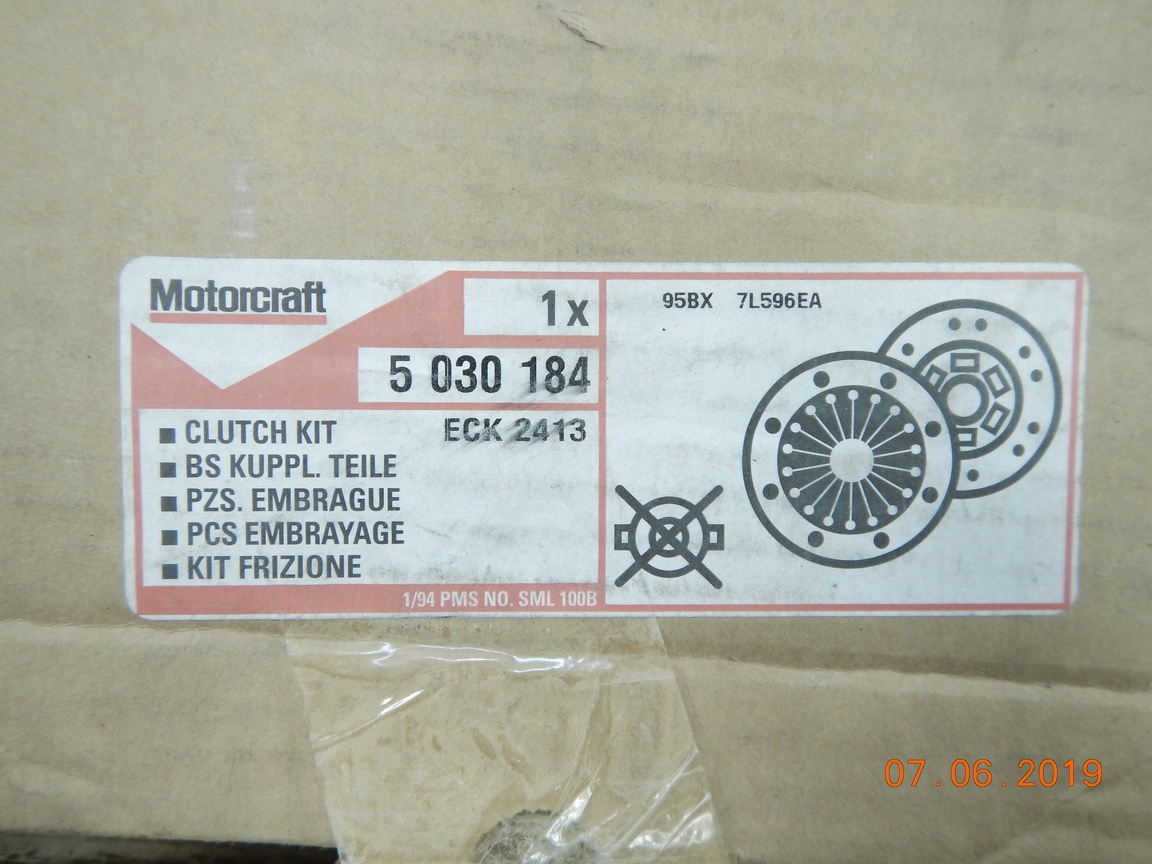 Motorcraft
1x
5 030 184
ECK 2413
■ CLUTCH KIT
■ BS KUPPL. TEILE
■ PZS. EMBRAGUE
■ PCS EMBRAYAGE
■ KIT FRIZIONE
1/94 PMS NO. SML 100B
95BX 7L596EA
07.06.2019